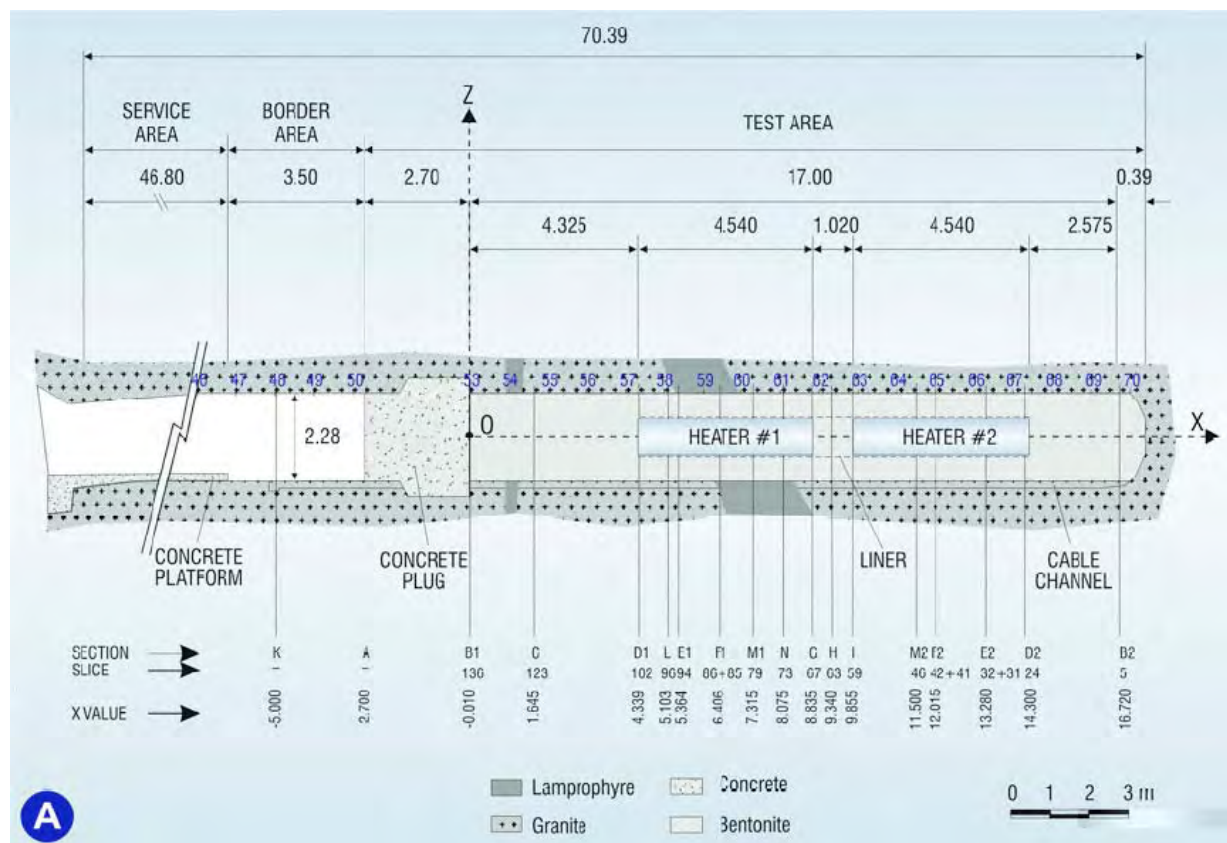 70.39
Z
SERVICE AREA
BORDER AREA
TEST AREA
46.80
3.50
2.70
17.00
0.39
4.325
4.540
1.020
4.540
2.575
46 47 48 49 50 53 54 55 56 57 58 59 60 61 62 63 64 65 66 67 68 69 70
2.28
O
HEATER #1
HEATER #2
X
CONCRETE PLATFORM
CONCRETE PLUG
LINER
CABLE CHANNEL
SECTION K A B1 C D1 L E1 F1 M1 N G H I M2 F2 E2 D2 B2
SLICE – – 136 123 102 96 94 86+85 79 73 67 63 59 46 42+41 32+31 24 5
X VALUE -5.000 2.700 -0.010 1.645 4.339 5.103 5.364 6.406 7.315 8.075 8.835 9.340 9.855 11.500 12.015 13.280 14.300 16.720
Lamprophyre
Concrete
Granite
Bentonite
0 1 2 3 m
A